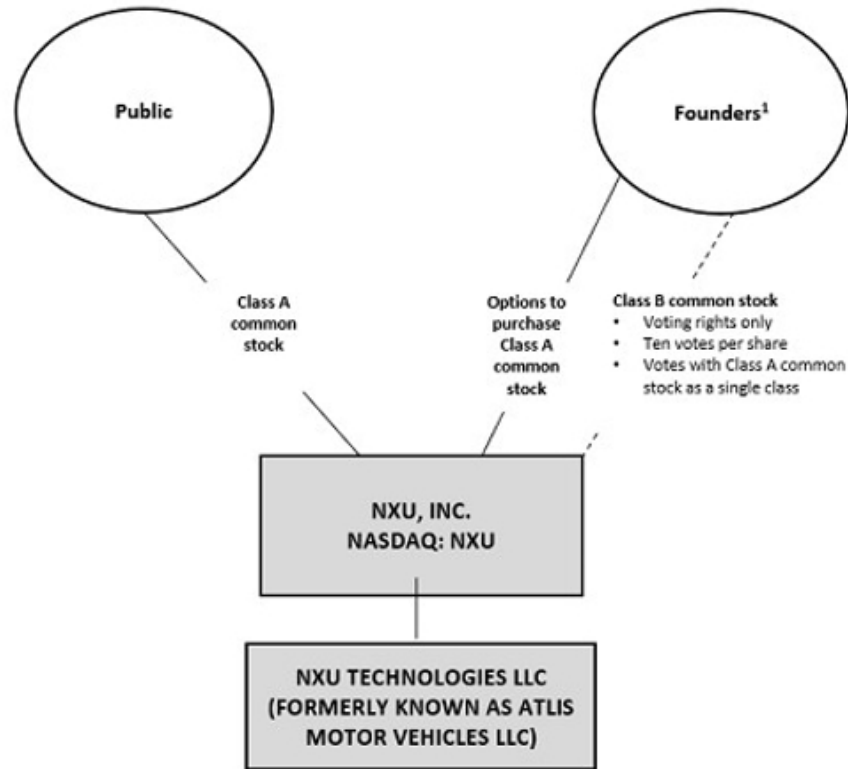 Public
Founders¹
Class A
common
stock
Options to
purchase
Class A
common
stock
Class B common stock
• Voting rights only
• Ten votes per share
• Votes with Class A common
stock as a single class
NXU, INC.
NASDAQ: NXU
NXU TECHNOLOGIES LLC
(FORMERLY KNOWN AS ATLIS
MOTOR VEHICLES LLC)